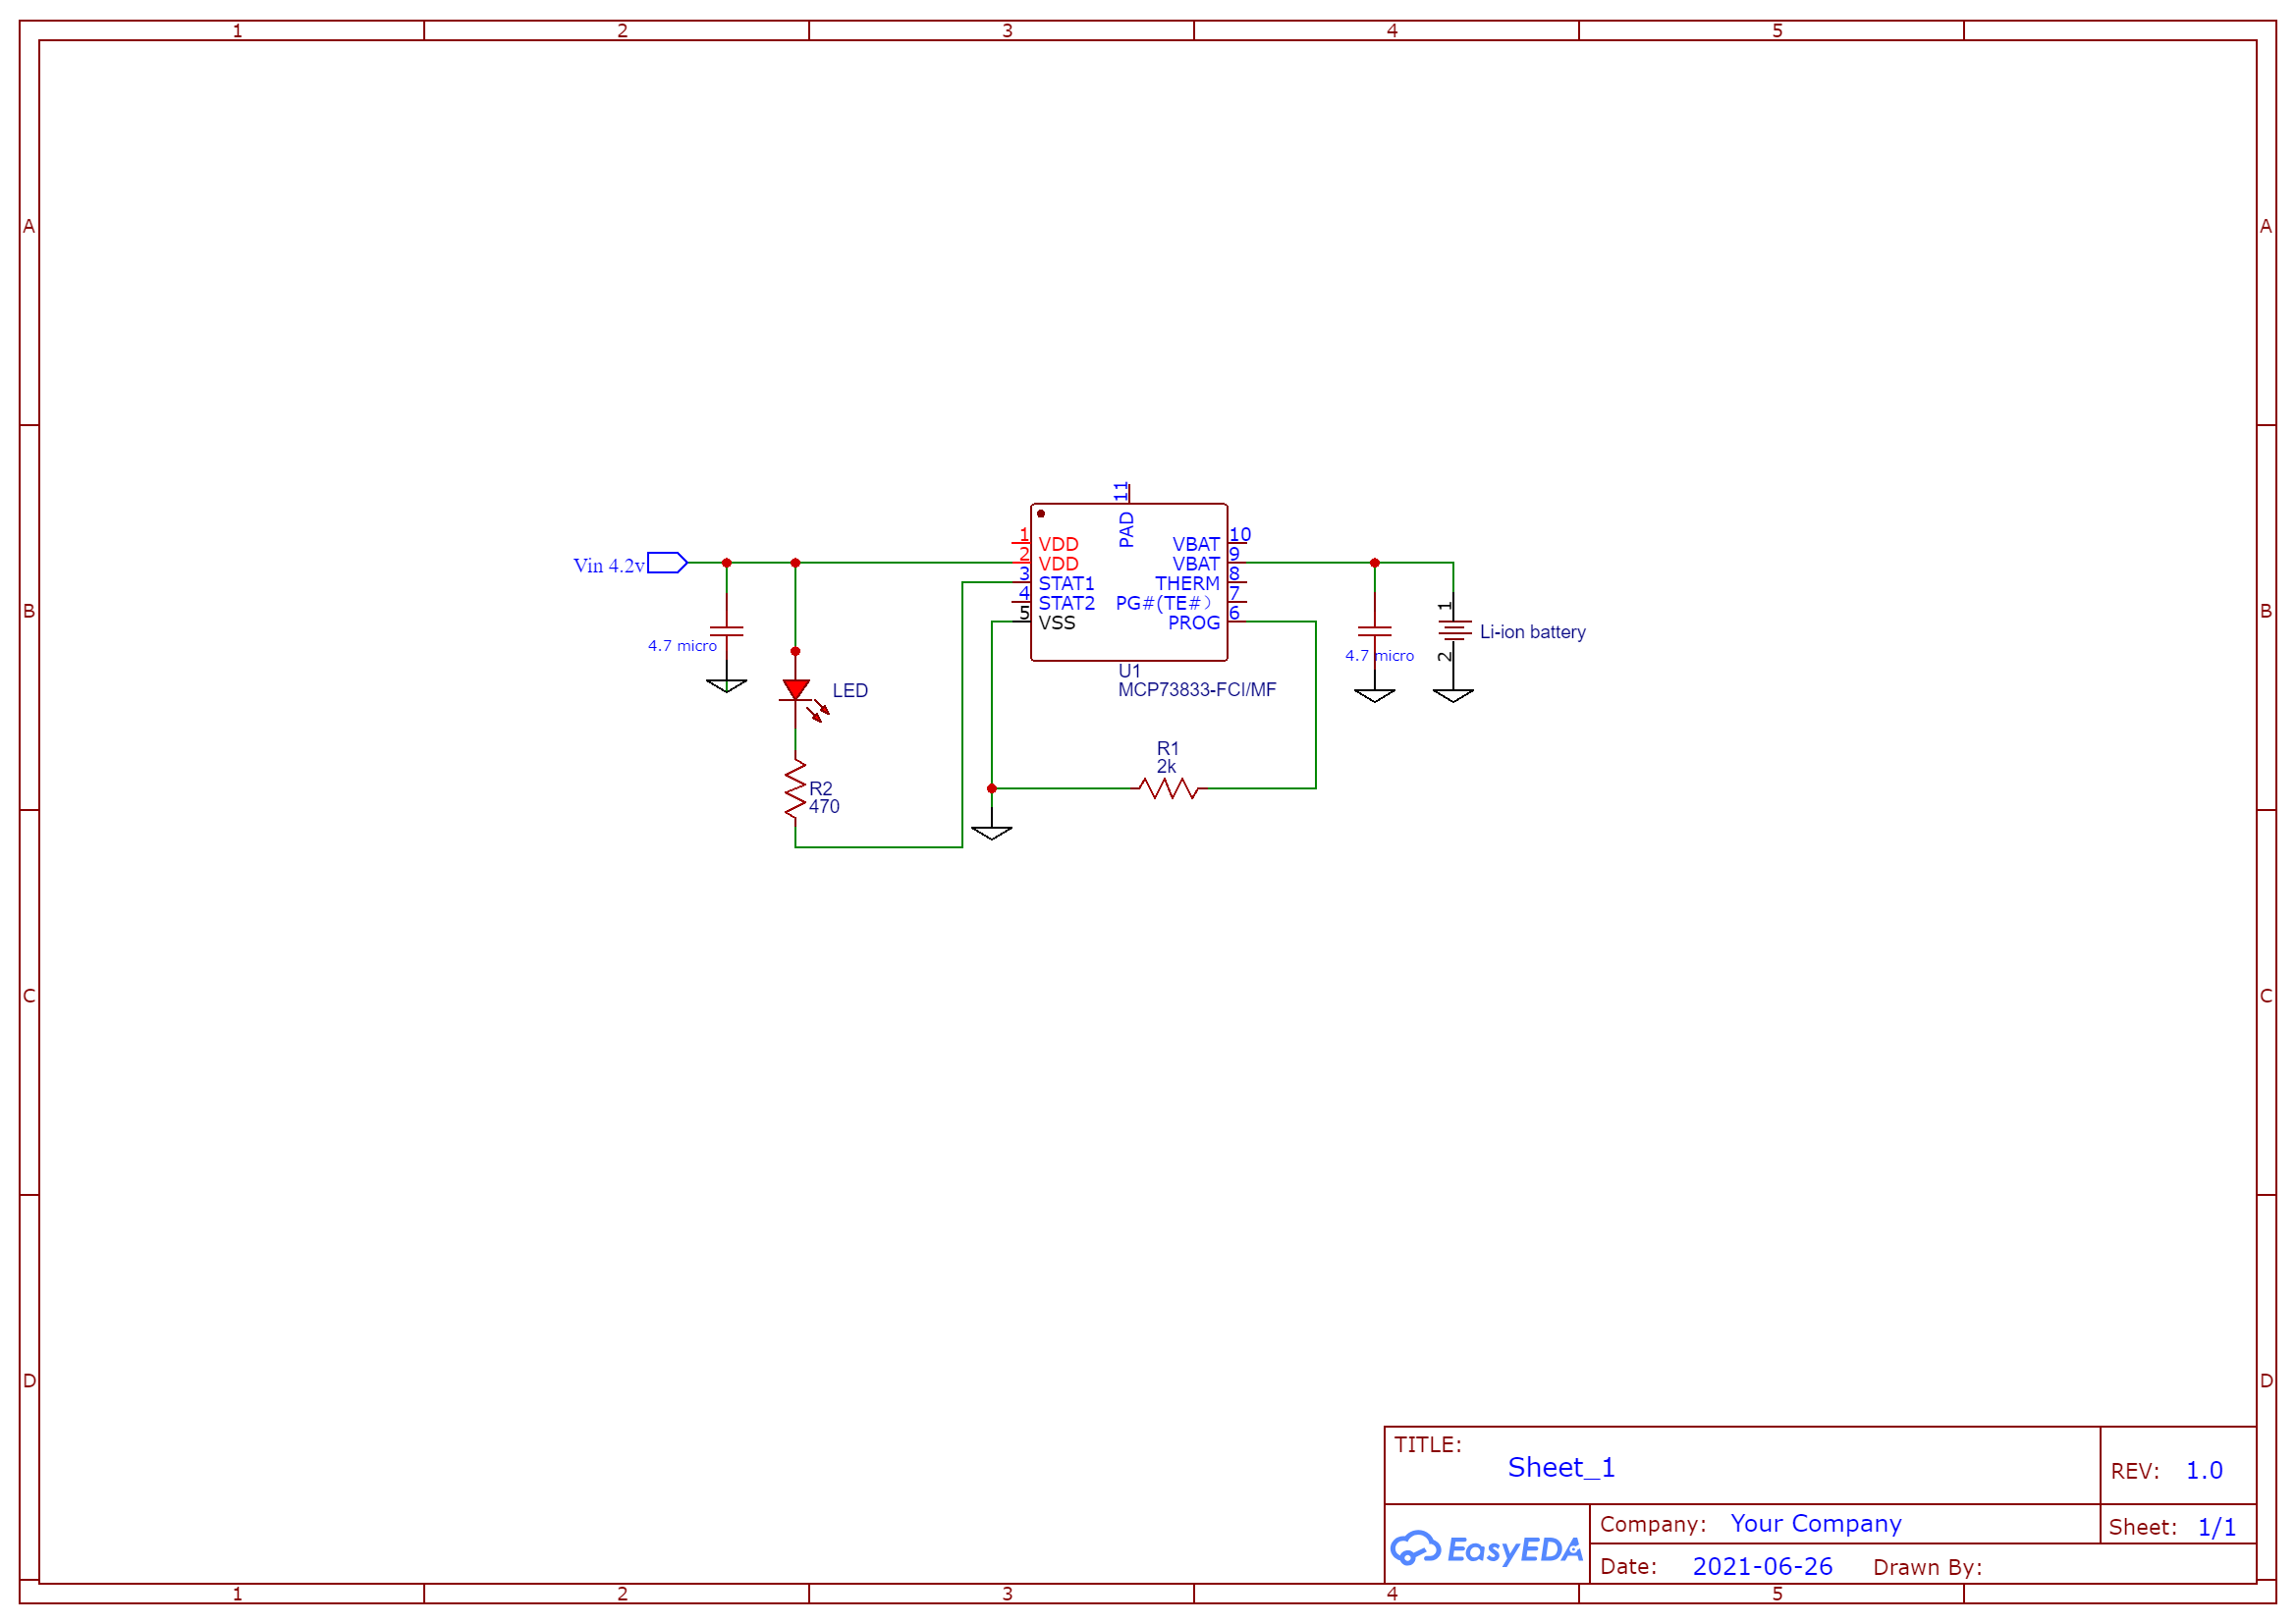 1 2 3 4 5
A A
B B
C C
D D
11
PAD
1 VDD
2 VDD
3 STAT1
4 STAT2
5 VSS
VBAT 10
VBAT 9
THERM 8
PG#(TE#) 7
PROG 6
U1
MCP73833-FCI/MF
Vin 4.2v
4.7 micro
LED
R2
470
R1
2k
4.7 micro
1
2
Li-ion battery
TITLE:
Sheet_1
REV: 1.0
EasyEDA
Company: Your Company
Sheet: 1/1
Date: 2021-06-26 Drawn By:
1 2 3 4 5